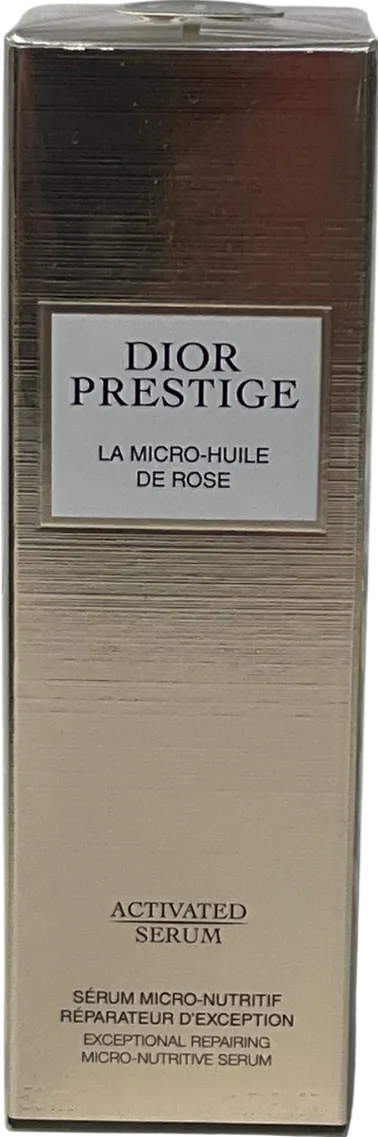 DIOR
PRESTIGE
LA MICRO-HUILE
DE ROSE
ACTIVATED
SERUM
SÉRUM MICRO-NUTRITIF
RÉPARATEUR D'EXCEPTION
EXCEPTIONAL REPAIRING
MICRO-NUTRITIVE SERUM